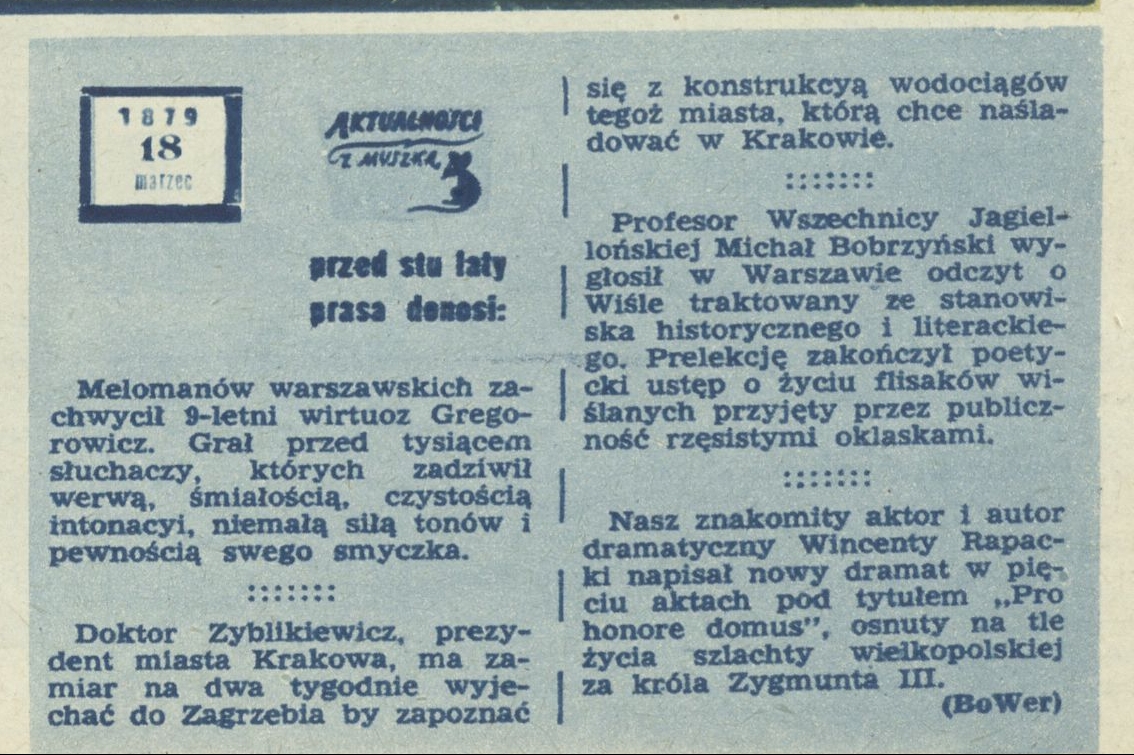 1879
18
marzec
AKTUALNOŚCI
Z MUSZKĄ
przed stu laty
prasa donosi:
Melomanów warszawskich za-
chwycił 9-letni wirtuoz Grego-
rowicz. Grał przed tysiącem
słuchaczy, których zadziwił
werwą, śmiałością, czystością
intonacyi, niemałą siłą tonów i
pewnością swego smyczka.
Doktor Zyblikiewicz, prezy-
dent miasta Krakowa, ma za-
miar na dwa tygodnie wyje-
chać do Zagrzebia by zapoznać
się z konstrukcyą wodociągów
tegoż miasta, którą chce naśla-
dować w Krakowie.
Profesor Wszechnicy Jagiel-
lońskiej Michał Bobrzyński wy-
głosił w Warszawie odczyt o
Wiśle traktowany ze stanowi-
ska historycznego i literackie-
go. Prelekcję zakończył poety-
cki ustęp o życiu flisaków wi-
ślanych przyjęty przez publicz-
ność rzęsistymi oklaskami.
Nasz znakomity aktor i autor
dramatyczny Wincenty Rapac-
ki napisał nowy dramat w pię-
ciu aktach pod tytułem „Pro
honore domus”, osnuty na tle
życia szlachty wielkopolskiej
za króla Zygmunta III.
(BoWer)